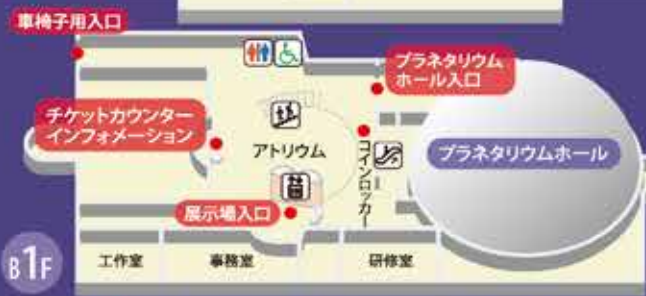 車椅子用入口
プラネタリウム
ホール入口
チケットカウンター
インフォメーション
アトリウム
コインロッカー
プラネタリウムホール
展示場入口
B1F
工作室
事務室
研修室